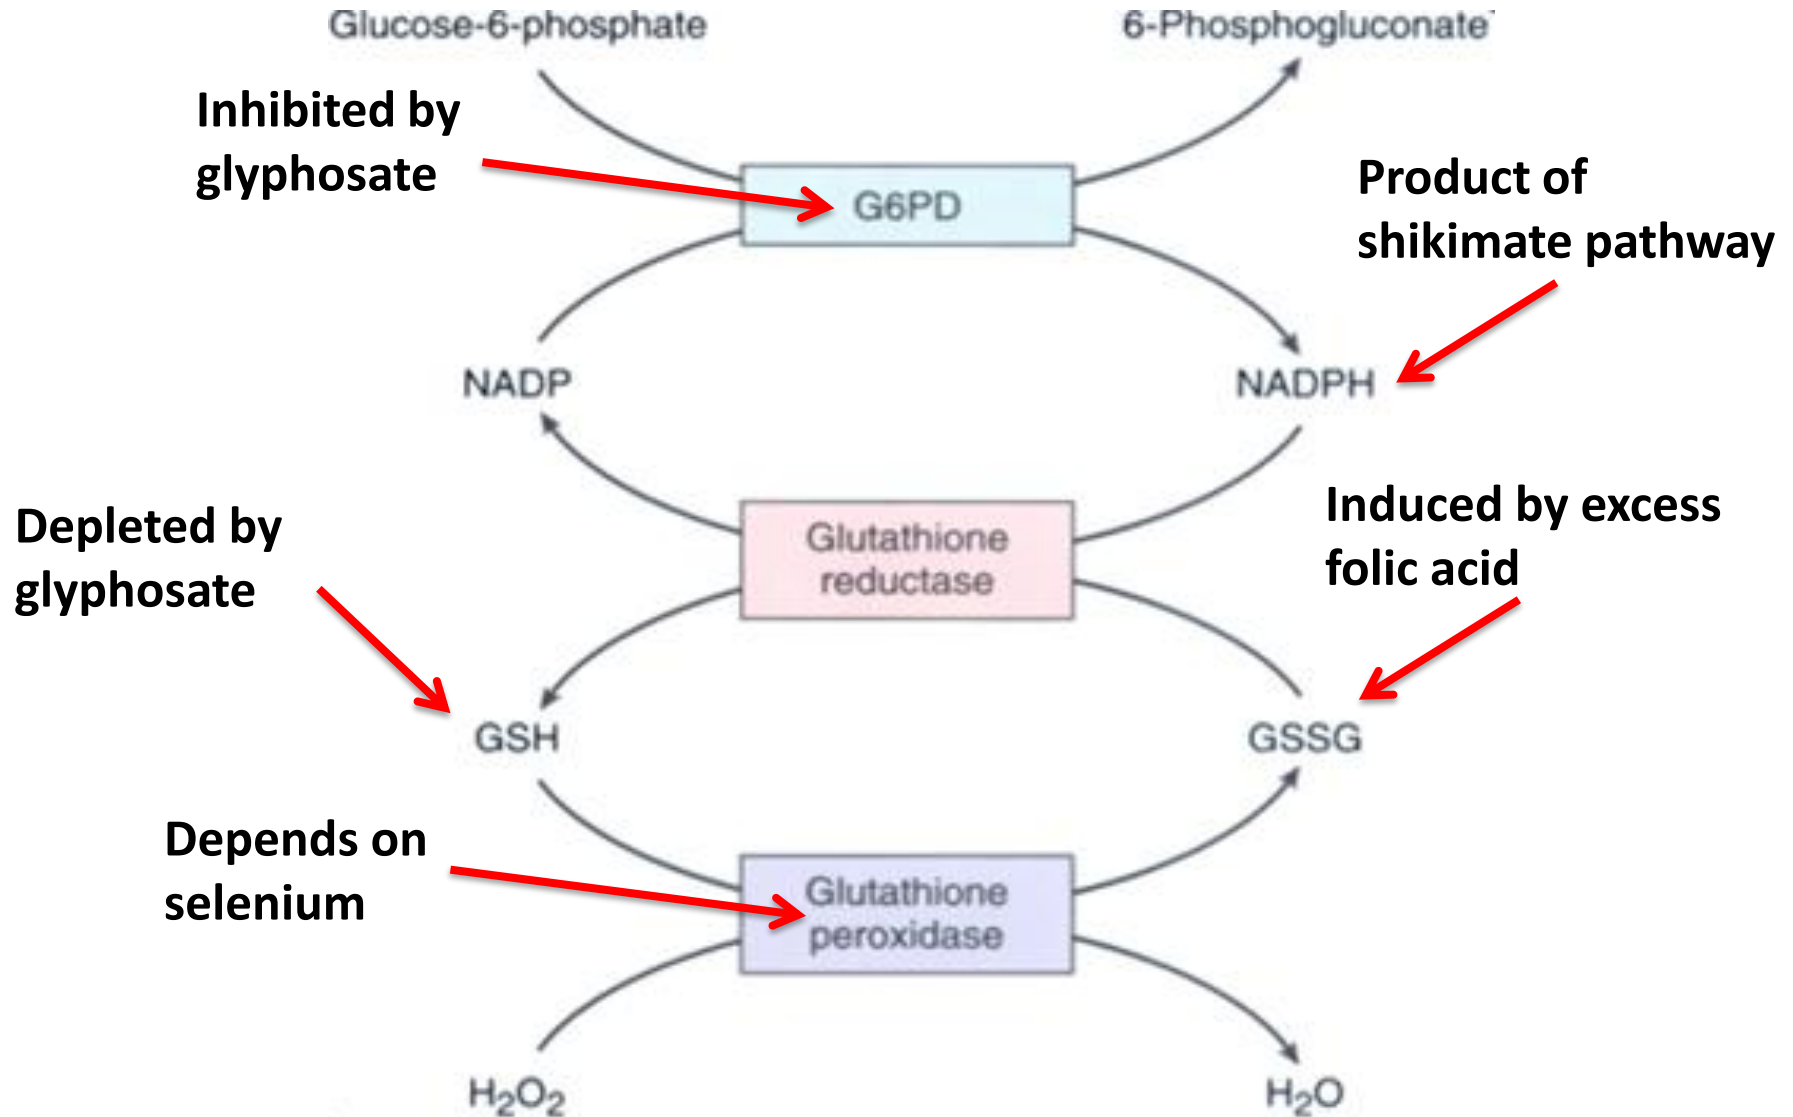 Glucose-6-phosphate
6-Phosphogluconate
Inhibited by
glyphosate
G6PD
Product of
shikimate pathway
NADP
NADPH
Depleted by
glyphosate
Glutathione
reductase
Induced by excess
folic acid
GSH
GSSG
Depends on
selenium
Glutathione
peroxidase
H₂O₂
H₂O